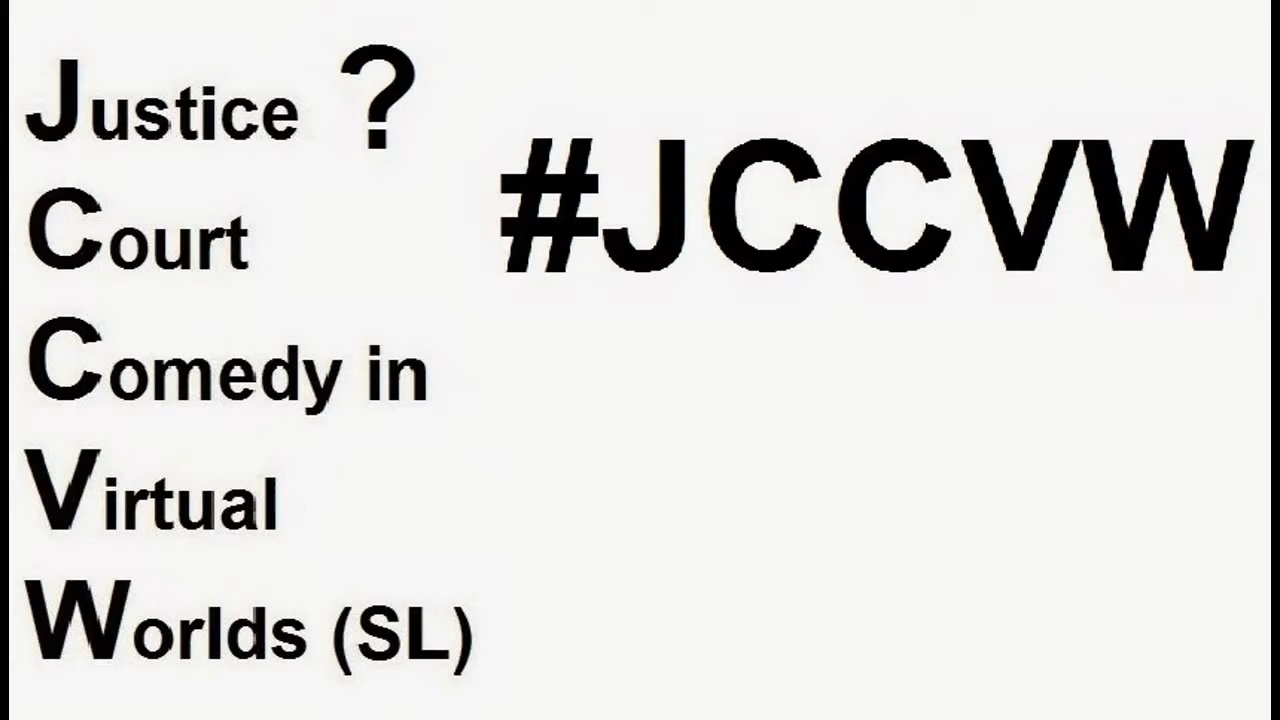 Justice ?
Court
Comedy in
Virtual
Worlds (SL)
#JCCVW